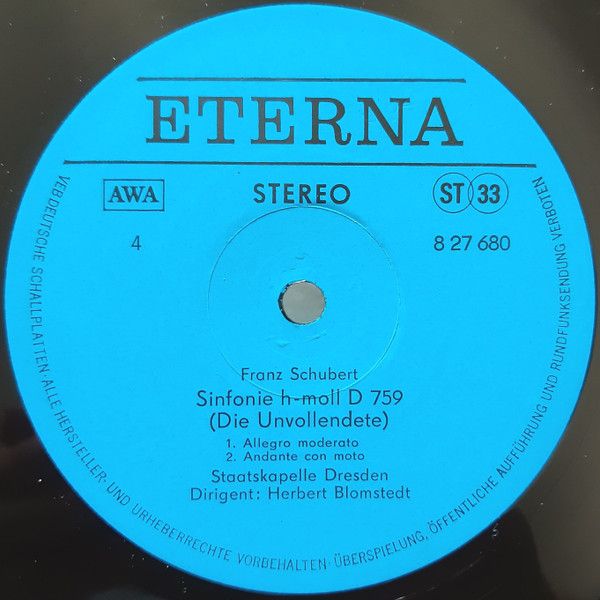 ETERNA
AWA
STEREO
ST 33
4
8 27 680
Franz Schubert
Sinfonie h-moll D 759
(Die Unvollendete)
1. Allegro moderato
2. Andante con moto
Staatskapelle Dresden
Dirigent: Herbert Blomstedt
VEB DEUTSCHE SCHALLPLATTEN · ALLE HERSTELLER- UND URHEBERRECHTE VORBEHALTEN · ÜBERSPIELUNG, ÖFFENTLICHE AUFFÜHRUNG UND RUNDFUNKSENDUNG VERBOTEN